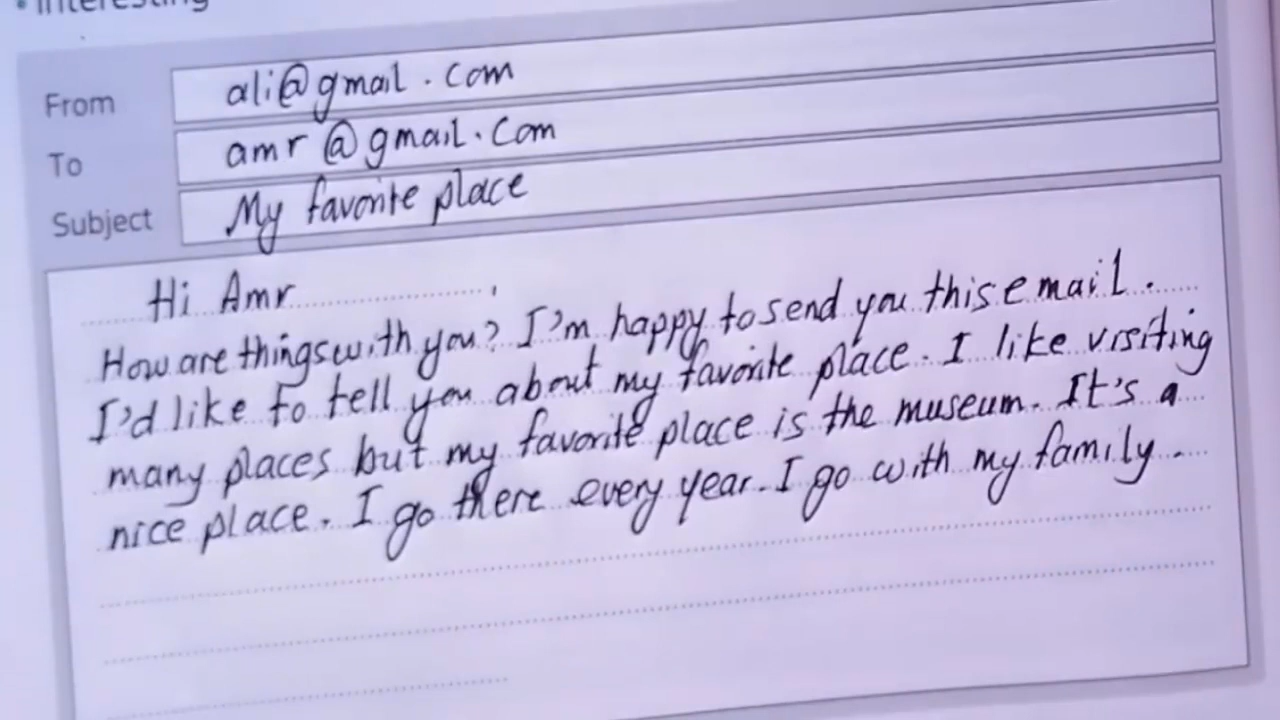 • Interesting
From ali@gmail.com
To amr@gmail.com
Subject My favorite place
Hi Amr ,
How are things with you? I'm happy to send you this email.
I'd like to tell you about my favorite place. I like visiting
many places but my favorite place is the museum. It's a
nice place. I go there every year. I go with my family.